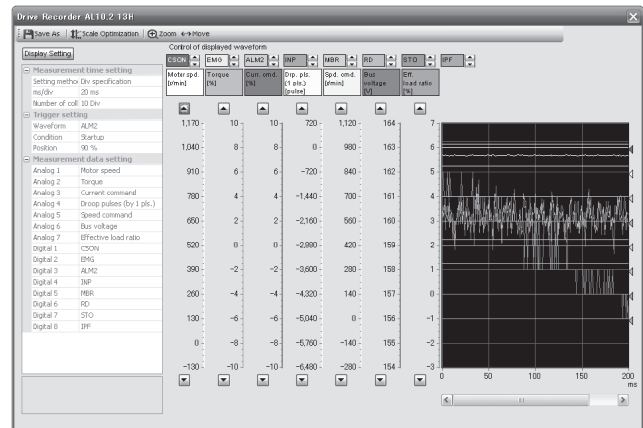 Drive Recorder AL10.2 13H
Save As Scale Optimization Zoom ↔Move
Display Setting
Control of displayed waveform
CSON EMG ALM2 INP MBR RD STO IPF
Motor spd. [r/min] Torque [%] Curr. cmd. [%] Drp. pls. (1 pls.) [pulse] Spd. cmd. [r/min] Bus voltage [V] Eff. load ratio [%]
Measurement time setting
Setting metho Div specification
ms/div 20 ms
Number of coll 10 Div
Trigger setting
Waveform ALM2
Condition Startup
Position 90 %
Measurement data setting
Analog 1 Motor speed
Analog 2 Torque
Analog 3 Current command
Analog 4 Droop pulses (by 1 pls.)
Analog 5 Speed command
Analog 6 Bus voltage
Analog 7 Effective load ratio
Digital 1 CSON
Digital 2 EMG
Digital 3 ALM2
Digital 4 INP
Digital 5 MBR
Digital 6 RD
Digital 7 STO
Digital 8 IPF
1,170 10 10 720 1,120 164 7
1,040 8 8 0 980 163 6
910 6 6 -720 840 162 5
780 4 4 -1,440 700 161 4
650 2 2 -2,160 560 160 3
520 0 0 -2,880 420 159 2
390 -2 -2 -3,600 280 158 1
260 -4 -4 -4,320 140 157 0
130 -6 -6 -5,040 0 156 -1
0 -8 -8 -5,760 -140 155 -2
-130 -10 -10 -6,480 -280 154 -3
0 50 100 150 200
ms